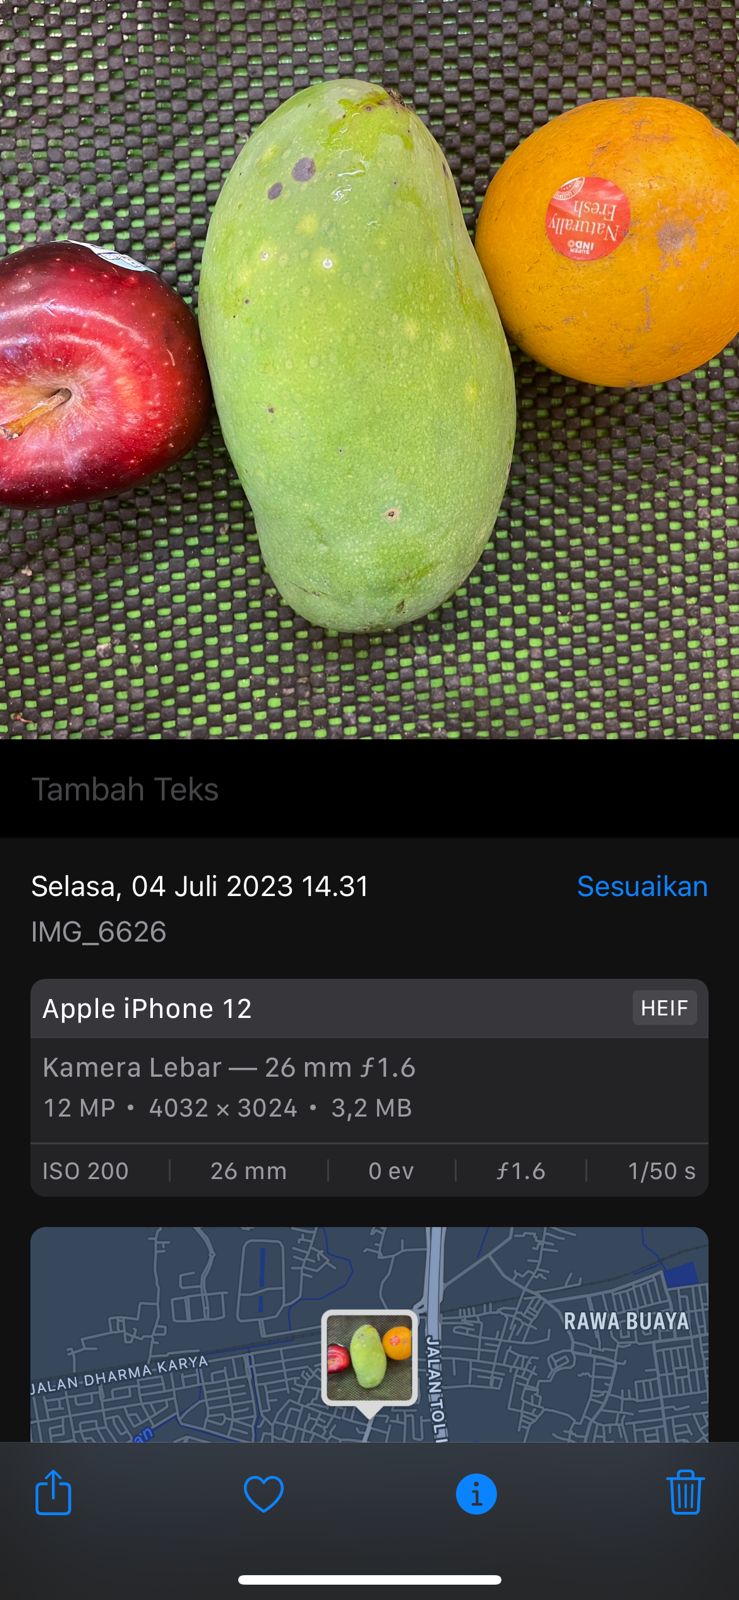 Naturally
Fresh
SUPER
INDO
Tambah Teks
Selasa, 04 Juli 2023 14.31
Sesuaikan
IMG_6626
Apple iPhone 12
HEIF
Kamera Lebar — 26 mm ƒ1.6
12 MP • 4032 × 3024 • 3,2 MB
ISO 200
26 mm
0 ev
ƒ1.6
1/50 s
RAWA BUAYA
JALAN DHARMA KARYA
JALAN TOL